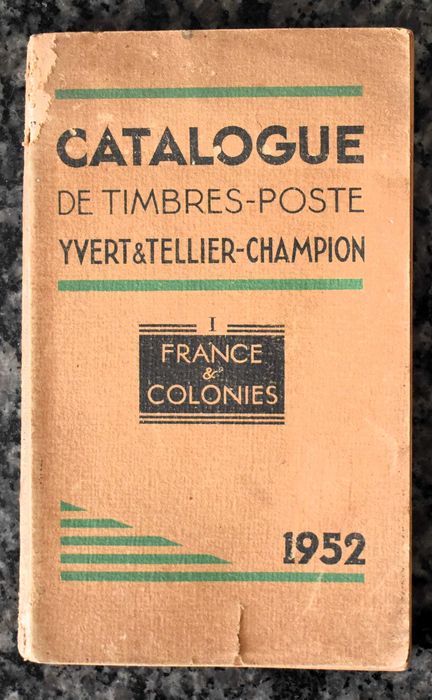 CATALOGUE
DE TIMBRES-POSTE
YVERT&TELLIER-CHAMPION
I
FRANCE
&
COLONIES
1952